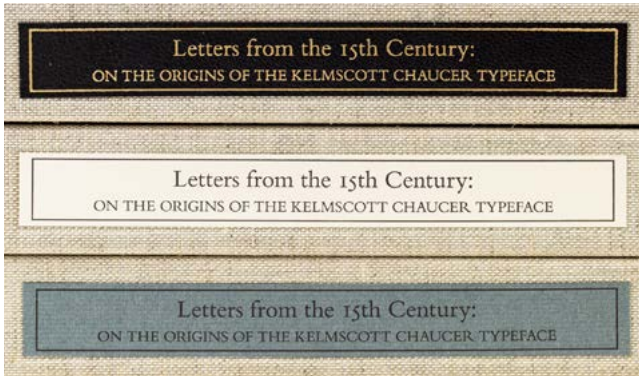 Letters from the 15th Century:
ON THE ORIGINS OF THE KELMSCOTT CHAUCER TYPEFACE
Letters from the 15th Century:
ON THE ORIGINS OF THE KELMSCOTT CHAUCER TYPEFACE
Letters from the 15th Century:
ON THE ORIGINS OF THE KELMSCOTT CHAUCER TYPEFACE